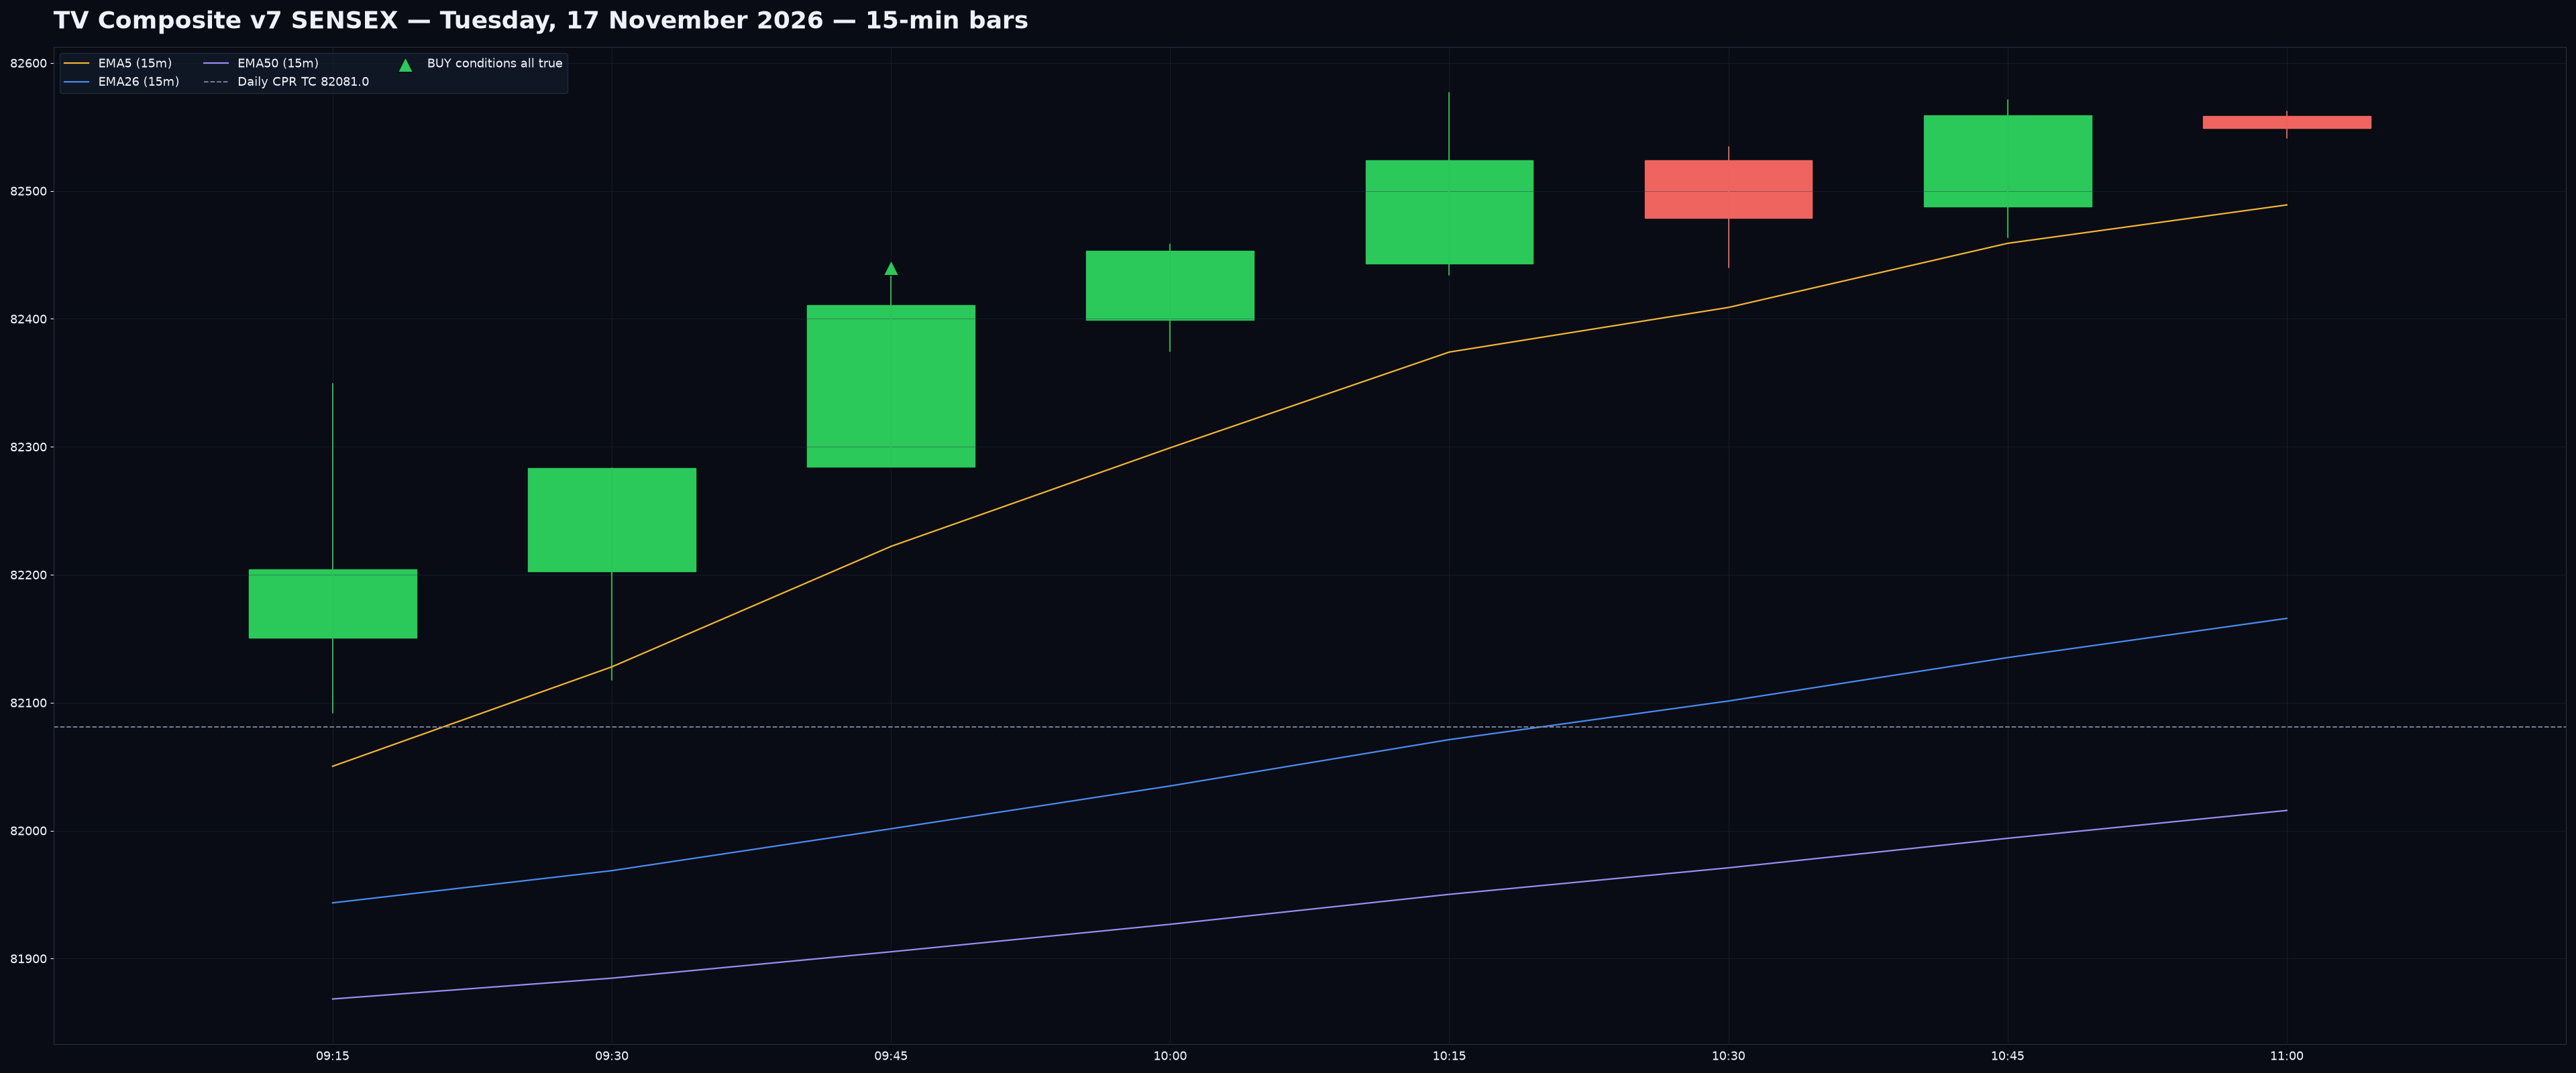 TV Composite v7 SENSEX — Tuesday, 17 November 2026 — 15-min bars
EMA5 (15m)
EMA26 (15m)
EMA50 (15m)
Daily CPR TC 82081.0
BUY conditions all true
82600
82500
82400
82300
82200
82100
82000
81900
09:15 09:30 09:45 10:00 10:15 10:30 10:45 11:00